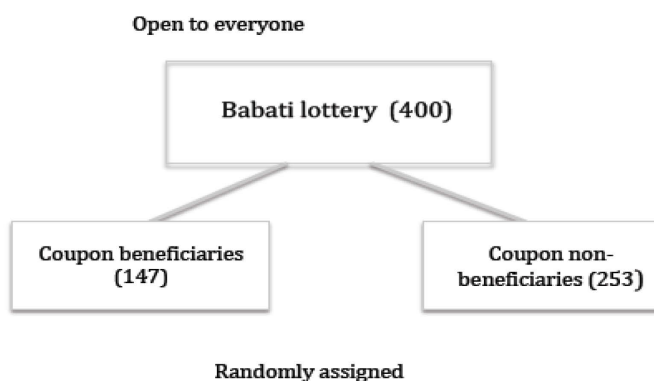 Open to everyone
Babati lottery (400)
Coupon beneficiaries
(147)
Coupon non-
beneficiaries (253)
Randomly assigned